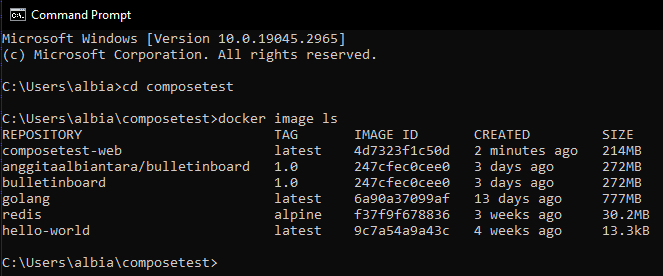 Command Prompt
Microsoft Windows [Version 10.0.19045.2965]
(c) Microsoft Corporation. All rights reserved.
C:\Users\albia>cd composetest
C:\Users\albia\composetest>docker image ls
REPOSITORY TAG IMAGE ID CREATED SIZE
composetest-web latest 4d7323f1c50d 2 minutes ago 214MB
anggitaalbiantara/bulletinboard 1.0 247cfec0cee0 3 days ago 272MB
bulletinboard 1.0 247cfec0cee0 3 days ago 272MB
golang latest 6a90a37099af 13 days ago 777MB
redis alpine f37f9f678836 3 weeks ago 30.2MB
hello-world latest 9c7a54a9a43c 4 weeks ago 13.3kB
C:\Users\albia\composetest>